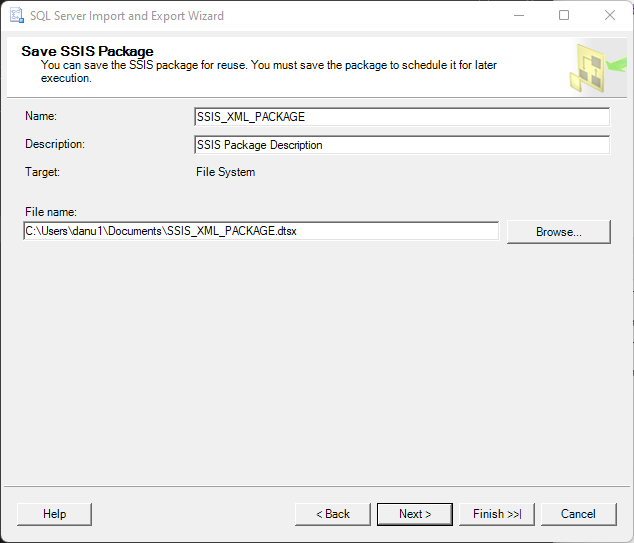 SQL Server Import and Export Wizard
Save SSIS Package
You can save the SSIS package for reuse. You must save the package to schedule it for later
execution.
Name: SSIS_XML_PACKAGE
Description: SSIS Package Description
Target: File System
File name:
C:\Users\danu1\Documents\SSIS_XML_PACKAGE.dtsx Browse...
Help < Back Next > Finish >>| Cancel